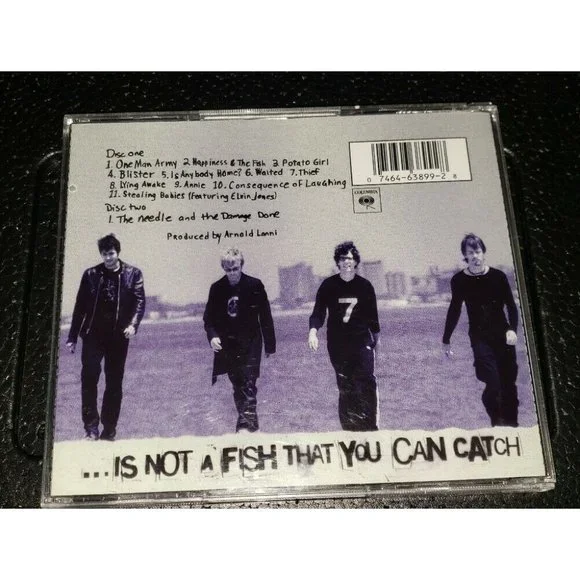 Disc one
1. One Man Army 2. Happiness & The Fish 3. Potato Girl
4. Blister 5. Is Anybody Home? 6. Waited 7. Thief
8. Lying Awake 9. Annie 10. Consequence of Laughing
11. Stealing Babies (featuring Elvin Jones)
Disc two
1. The needle and the Damage Done
Produced by Arnold Lanni
0 7464-63899-2 8
COLUMBIA
7
...IS NOT A FISH THAT YOU CAN CATCH